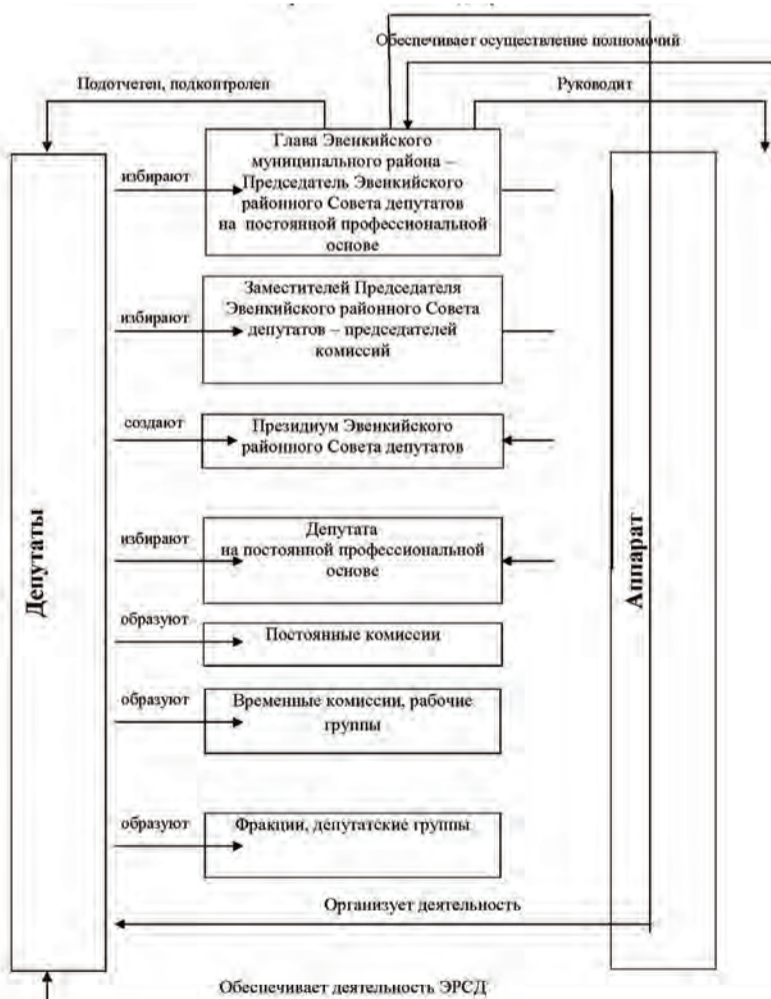 Обеспечивает осуществление полномочий
Подотчетен, подконтролен
Руководит
Глава Эвенкийского
муниципального района –
Председатель Эвенкийского
районного Совета депутатов
на постоянной профессиональной
основе
избирают
Заместителей Председателя
Эвенкийского районного Совета
депутатов – председателей
комиссий
избирают
создают
Президиум Эвенкийского
районного Совета депутатов
Депутаты
избирают
Депутата
на постоянной профессиональной
основе
Аппарат
образуют
Постоянные комиссии
образуют
Временные комиссии, рабочие
группы
образуют
Фракции, депутатские группы
Организует деятельность
Обеспечивает деятельность ЭРСД